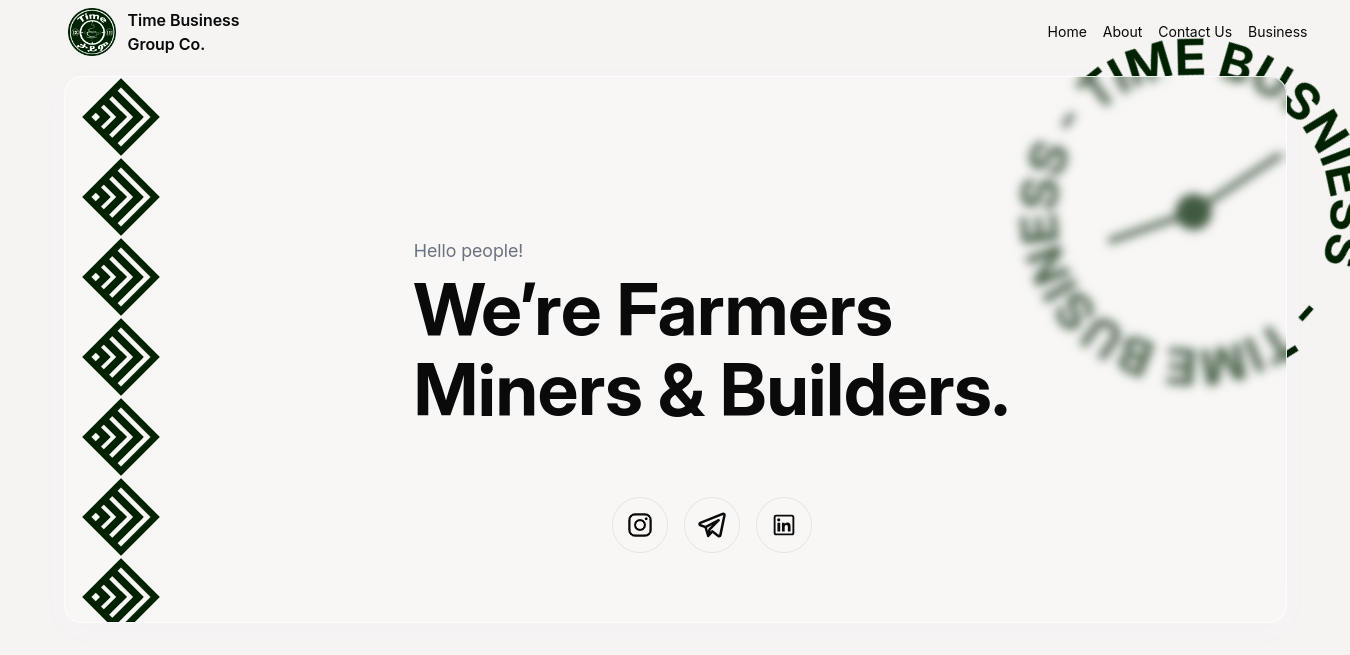 Time
Time Business
Group Co.
Home
About
Contact Us
Business
TIME BUSINESS - TIME BUSINESS -
Hello people!
We’re Farmers
Miners & Builders.